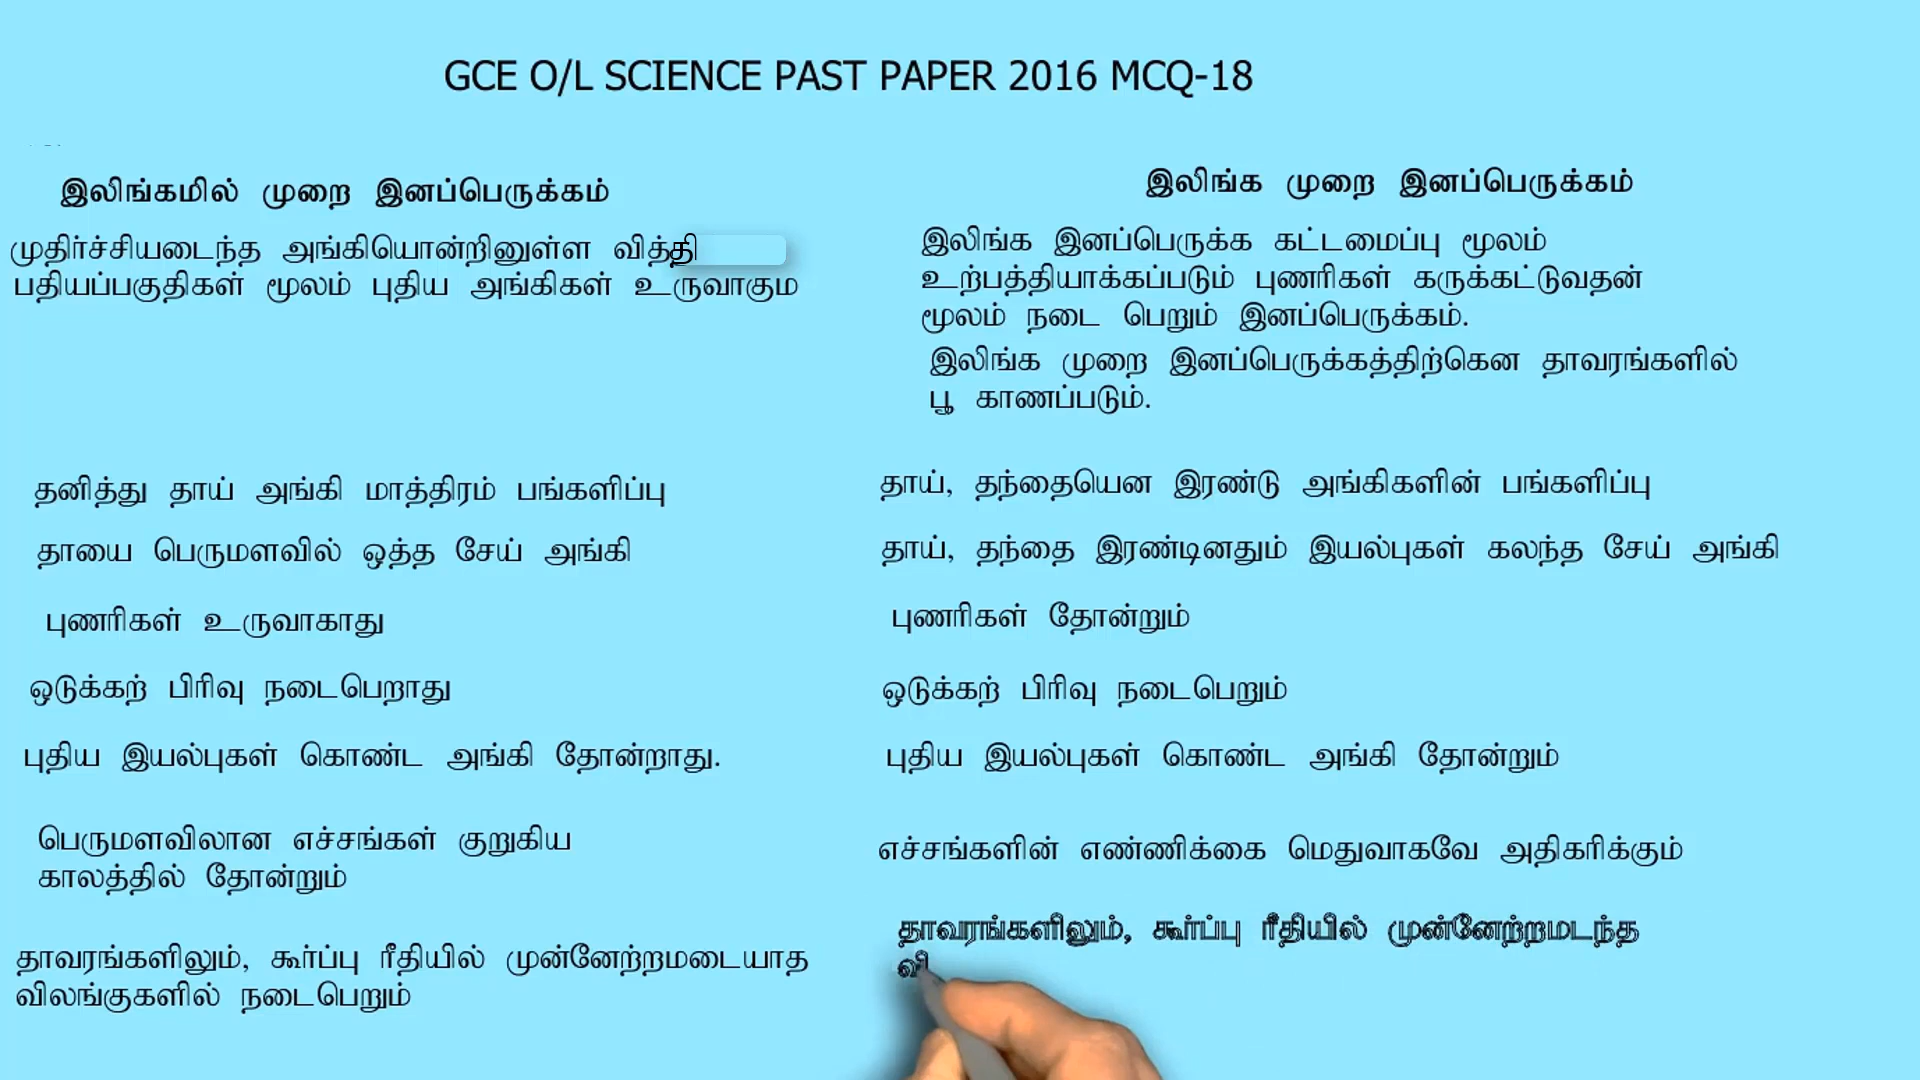 GCE O/L SCIENCE PAST PAPER 2016 MCQ-18
இலிங்கமில் முறை இனப்பெருக்கம்
முதிர்ச்சியடைந்த அங்கியொன்றினுள்ள வித்தி
பதியப்பகுதிகள் மூலம் புதிய அங்கிகள் உருவாகும
தனித்து தாய் அங்கி மாத்திரம் பங்களிப்பு
தாயை பெருமளவில் ஒத்த சேய் அங்கி
புணரிகள் உருவாகாது
ஒடுக்கற் பிரிவு நடைபெறாது
புதிய இயல்புகள் கொண்ட அங்கி தோன்றாது.
பெருமளவிலான எச்சங்கள் குறுகிய
காலத்தில் தோன்றும்
தாவரங்களிலும், கூர்ப்பு ரீதியில் முன்னேற்றமடையாத
விலங்குகளில் நடைபெறும்
இலிங்க முறை இனப்பெருக்கம்
இலிங்க இனப்பெருக்க கட்டமைப்பு மூலம்
உற்பத்தியாக்கப்படும் புணரிகள் கருக்கட்டுவதன்
மூலம் நடை பெறும் இனப்பெருக்கம்.
இலிங்க முறை இனப்பெருக்கத்திற்கென தாவரங்களில்
பூ காணப்படும்.
தாய், தந்தையென இரண்டு அங்கிகளின் பங்களிப்பு
தாய், தந்தை இரண்டினதும் இயல்புகள் கலந்த சேய் அங்கி
புணரிகள் தோன்றும்
ஒடுக்கற் பிரிவு நடைபெறும்
புதிய இயல்புகள் கொண்ட அங்கி தோன்றும்
எச்சங்களின் எண்ணிக்கை மெதுவாகவே அதிகரிக்கும்
தாவரங்களிலும், கூர்ப்பு ரீதியில் முன்னேற்றமடந்த
வி